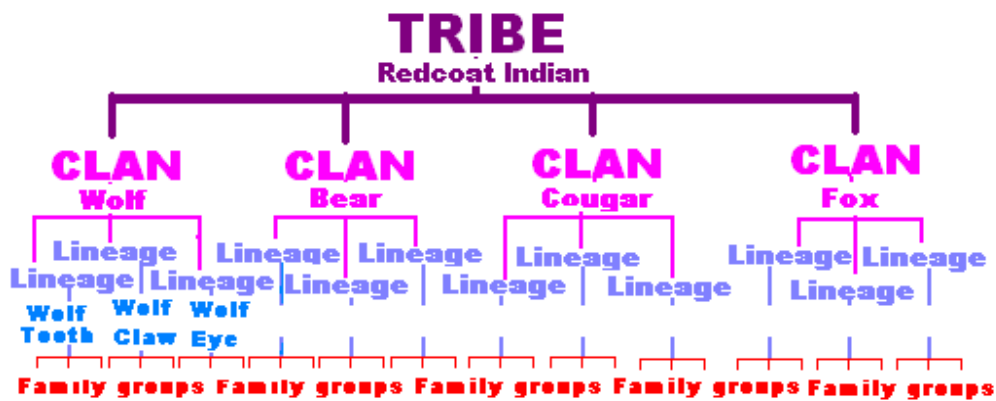 TRIBE
Redcoat Indian
CLAN CLAN CLAN CLAN
Wolf Bear Cougar Fox
Lineage Lineage Lineage Lineage Lineage Lineage
Lineage Lineage Lineage Lineage Lineage Lineage
Wolf Tooth
Wolf Claw
Wolf Eye
Family groups Family groups Family groups Family groups Family groups